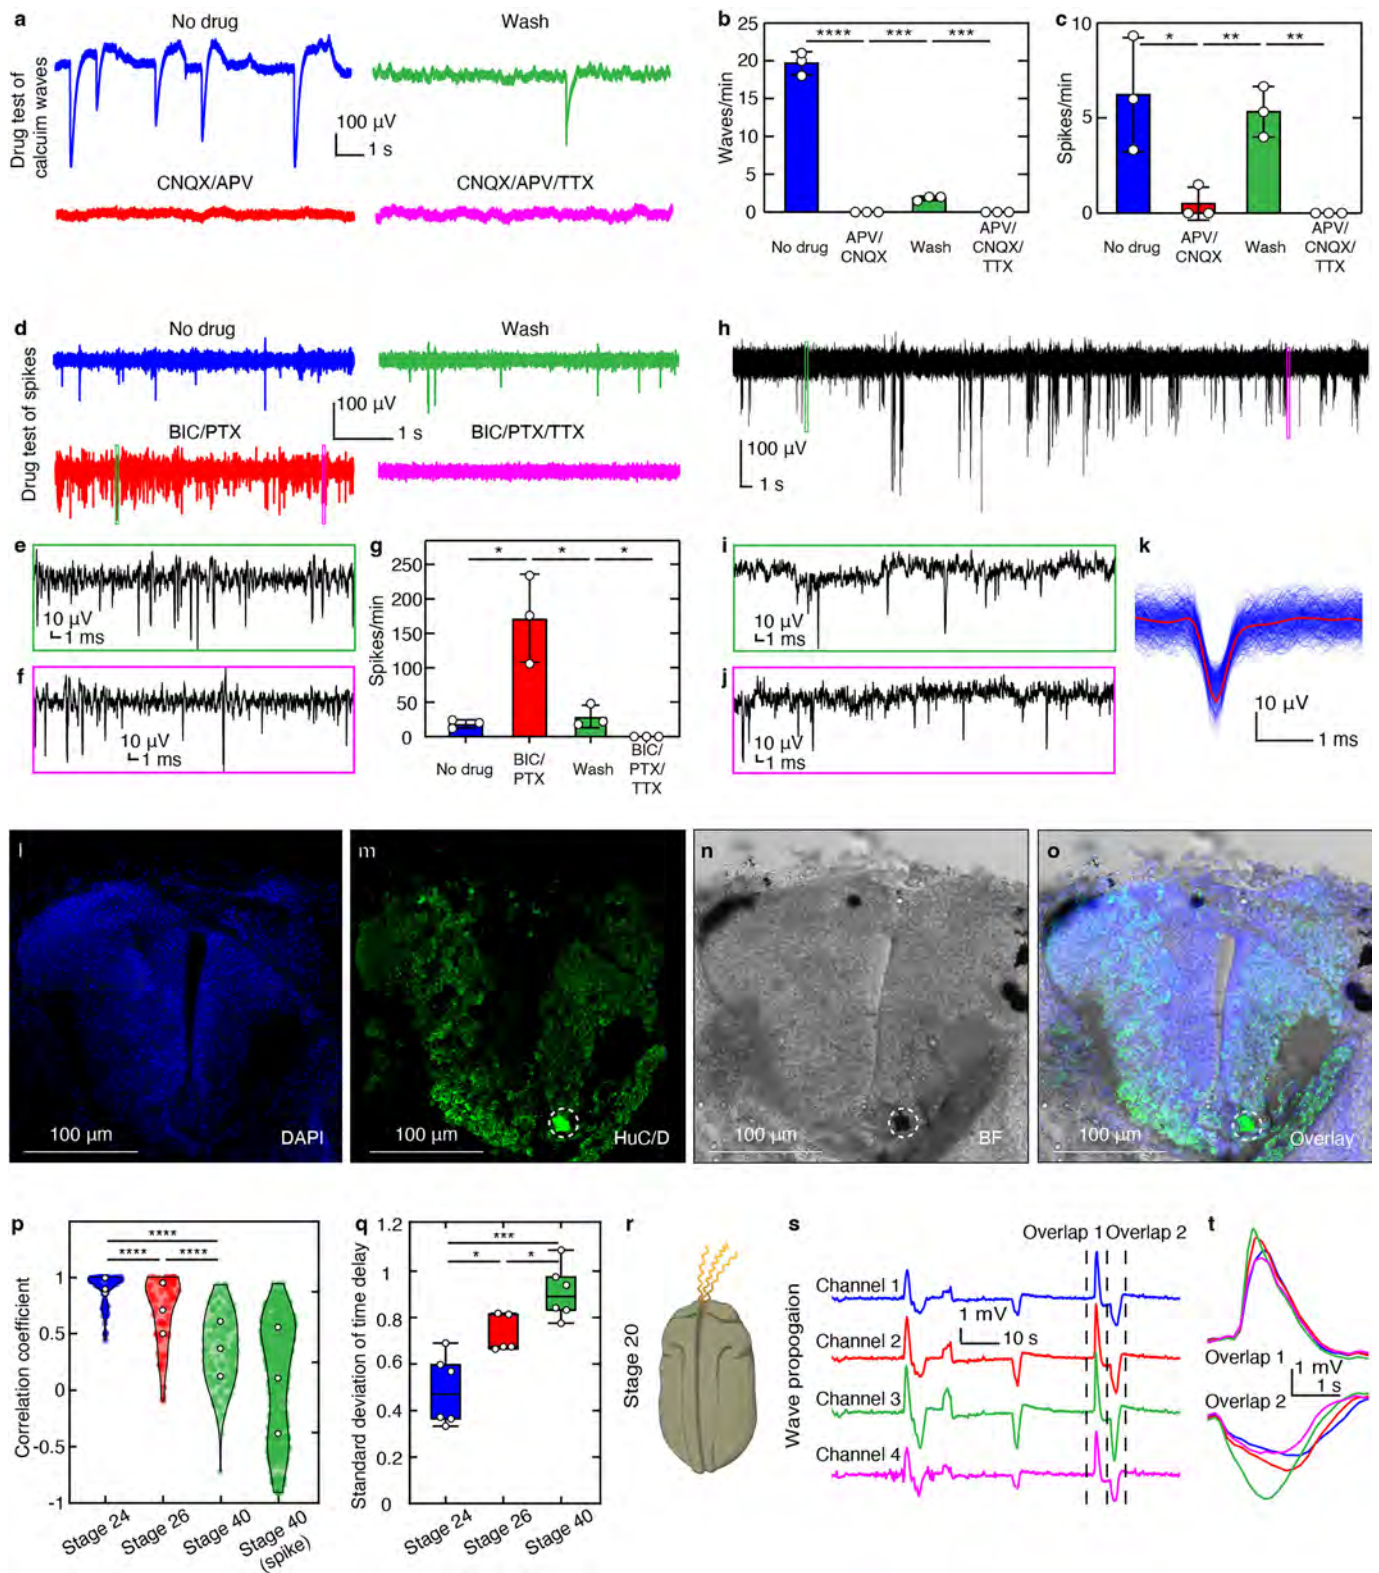 a
No drug
Wash
Drug test of
calcuim waves
100 µV
1 s
CNQX/APV
CNQX/APV/TTX
b
25
20
15
10
5
0
Waves/min
****
***
***
No drug
APV/
CNQX
Wash
APV/
CNQX/
TTX
c
10
5
0
Spikes/min
*
**
**
No drug
APV/
CNQX
Wash
APV/
CNQX/
TTX
d
No drug
Wash
Drug test of spikes
100 µV
1 s
BIC/PTX
BIC/PTX/TTX
h
100 µV
1 s
e
10 µV
1 ms
f
10 µV
1 ms
g
250
200
150
100
50
0
Spikes/min
*
*
*
No drug
BIC/
PTX
Wash
BIC/
PTX/
TTX
i
10 µV
1 ms
j
10 µV
1 ms
k
10 µV
1 ms
l
100 µm
DAPI
m
100 µm
HuC/D
n
100 µm
BF
o
100 µm
Overlay
p
Correlation coefficient
1
0.5
0
-0.5
-1
****
****
****
Stage 24
Stage 26
Stage 40
Stage 40
(spike)
q
Standard deviation of time delay
1.2
1
0.8
0.6
0.4
0.2
0
***
*
*
Stage 24
Stage 26
Stage 40
r
Stage 20
s
Wave propogaion
Overlap 1
Overlap 2
Channel 1
1 mV
10 s
Channel 2
Channel 3
Channel 4
t
Overlap 1
1 mV
1 s
Overlap 2